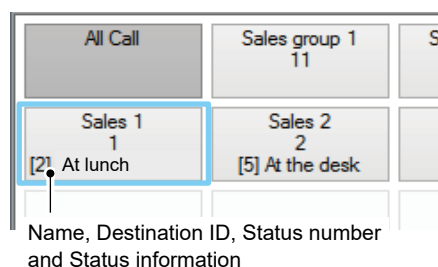 All Call
Sales group 1
11
S
Sales 1
1
[2] At lunch
Sales 2
2
[5] At the desk
Name, Destination ID, Status number
and Status information